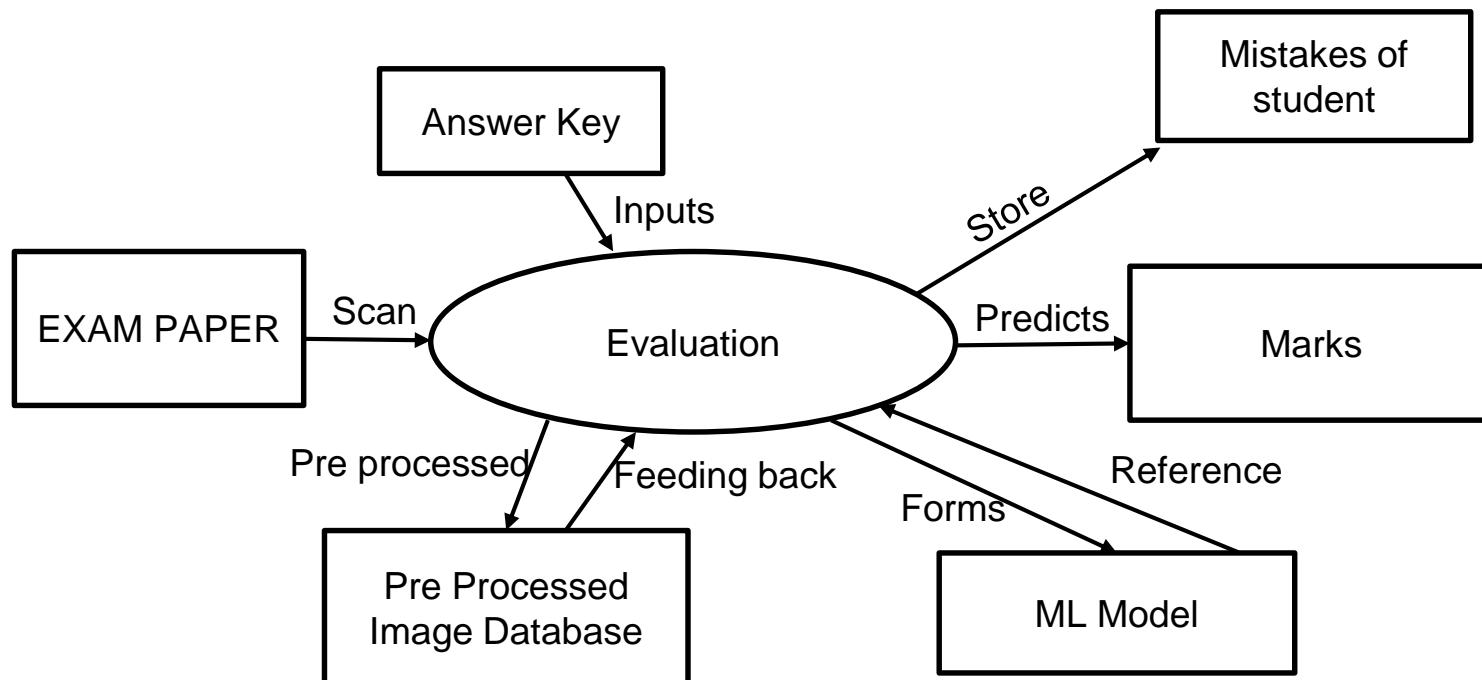 Mistakes of
student
Answer Key
Inputs
Store
EXAM PAPER
Scan
Evaluation
Predicts
Marks
Pre processed
Feeding back
Forms
Reference
Pre Processed
Image Database
ML Model